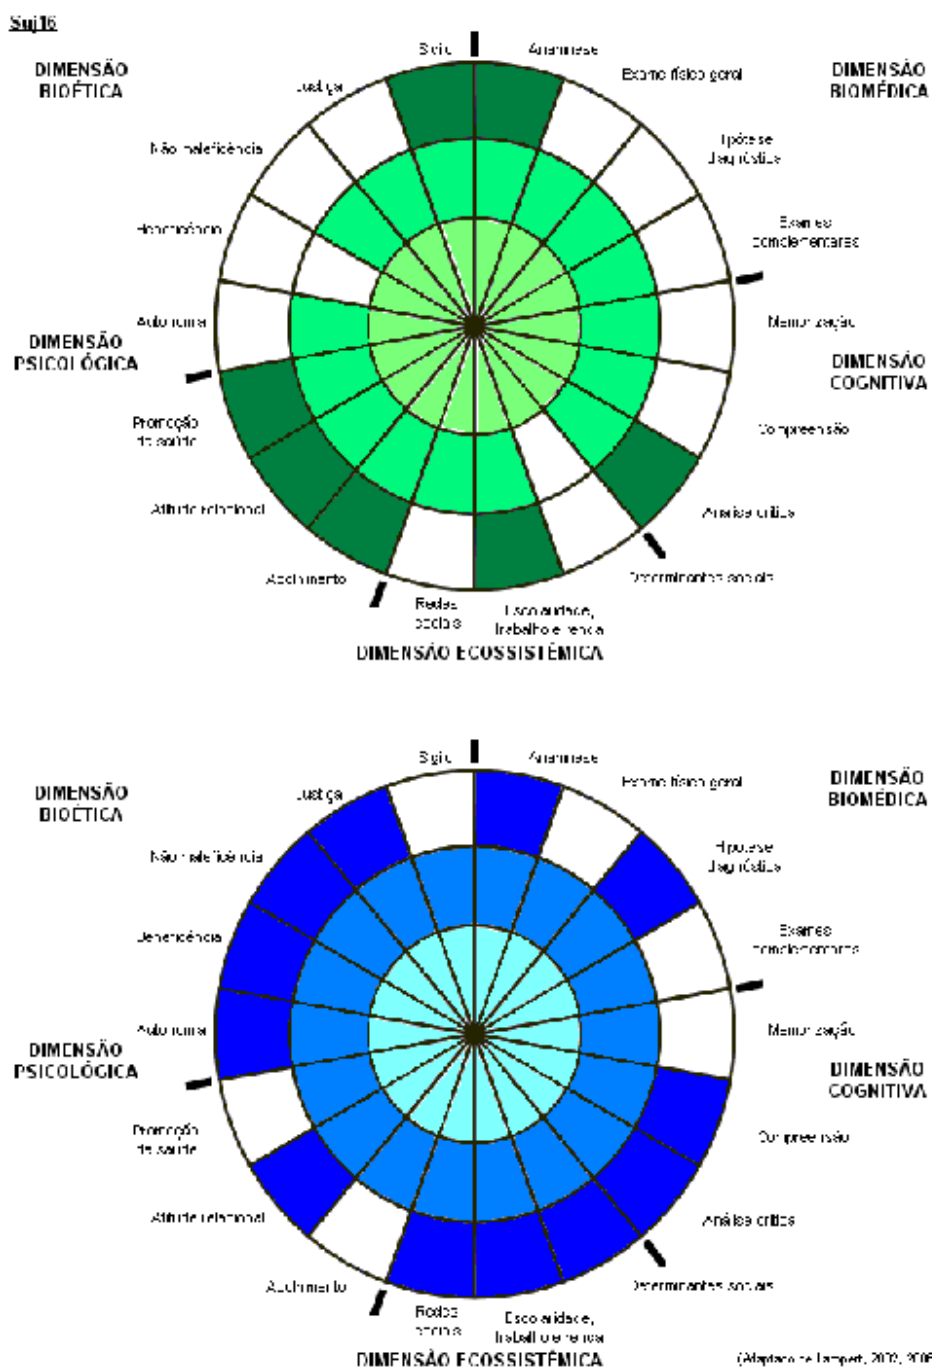 Suj16
Sigilo
Anamnese
DIMENSÃO
BIOÉTICA
Justiça
Exame físico geral
DIMENSÃO
BIOMÉDICA
Não maleficência
Hipótese
diagnóstica
Beneficência
Exames
complementares
Autonomia
Memorização
DIMENSÃO
PSICOLÓGICA
DIMENSÃO
COGNITIVA
Promoção
da saúde
Compreensão
Atitude relacional
Análise crítica
Acolhimento
Determinantes sociais
Redes
sociais
Escolaridade,
trabalho e renda
DIMENSÃO ECOSSISTÊMICA
Sigilo
Anamnese
DIMENSÃO
BIOÉTICA
Justiça
Exame físico geral
DIMENSÃO
BIOMÉDICA
Não maleficência
Hipótese
diagnóstica
Beneficência
Exames
complementares
Autonomia
Memorização
DIMENSÃO
PSICOLÓGICA
DIMENSÃO
COGNITIVA
Promoção
da saúde
Compreensão
Atitude relacional
Análise crítica
Acolhimento
Determinantes sociais
Redes
sociais
Escolaridade,
trabalho e renda
DIMENSÃO ECOSSISTÊMICA
(Adaptado de Lampert, 2002,